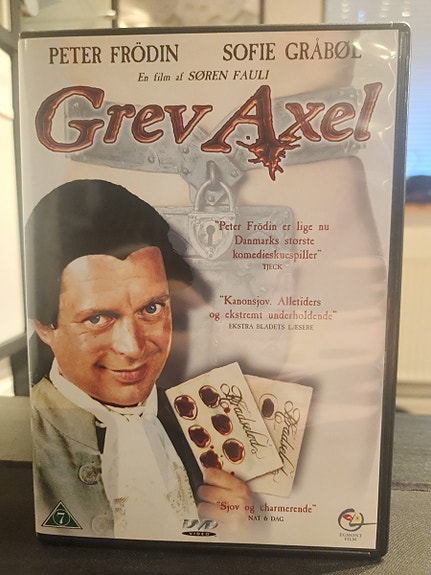 PETER FRÖDIN SOFIE GRÅBØL
En film af SØREN FAULI
Grev Axel
"Peter Frödin er lige nu
Danmarks største
komedieskuespiller"
TJECK
"Kanonsjov. Alletiders
og ekstremt underholdende"
EKSTRA BLADETS LÆSERE
"Sjov og charmerende"
NAT & DAG
7
DVD
VIDEO
EGMONT
FILM